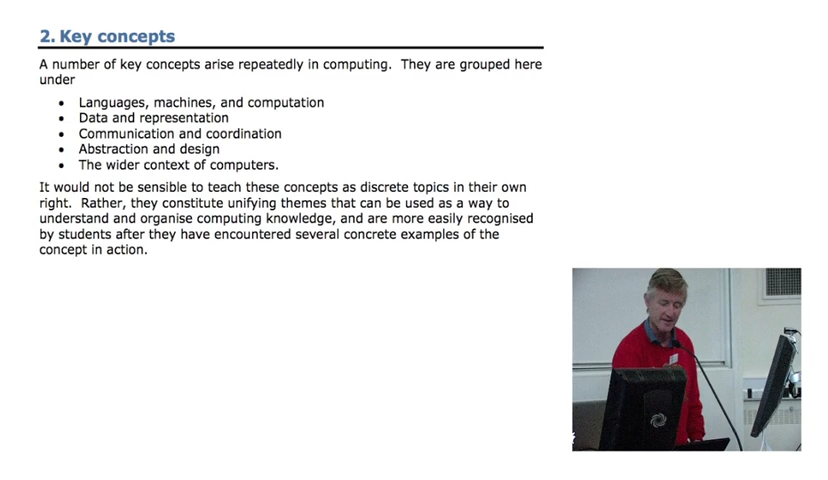 2. Key concepts
A number of key concepts arise repeatedly in computing. They are grouped here
under
• Languages, machines, and computation
• Data and representation
• Communication and coordination
• Abstraction and design
• The wider context of computers.
It would not be sensible to teach these concepts as discrete topics in their own
right. Rather, they constitute unifying themes that can be used as a way to
understand and organise computing knowledge, and are more easily recognised
by students after they have encountered several concrete examples of the
concept in action.